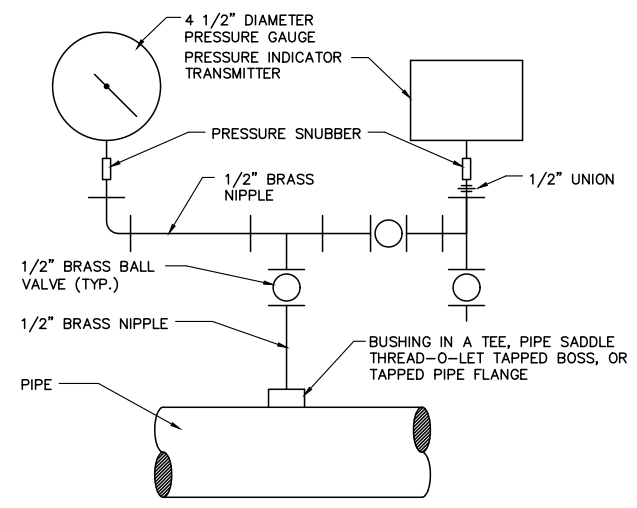 4 1/2" DIAMETER
PRESSURE GAUGE
PRESSURE INDICATOR
TRANSMITTER
PRESSURE SNUBBER
1/2" BRASS
NIPPLE
1/2" UNION
1/2" BRASS BALL
VALVE (TYP.)
1/2" BRASS NIPPLE
BUSHING IN A TEE, PIPE SADDLE
THREAD-O-LET TAPPED BOSS, OR
TAPPED PIPE FLANGE
PIPE